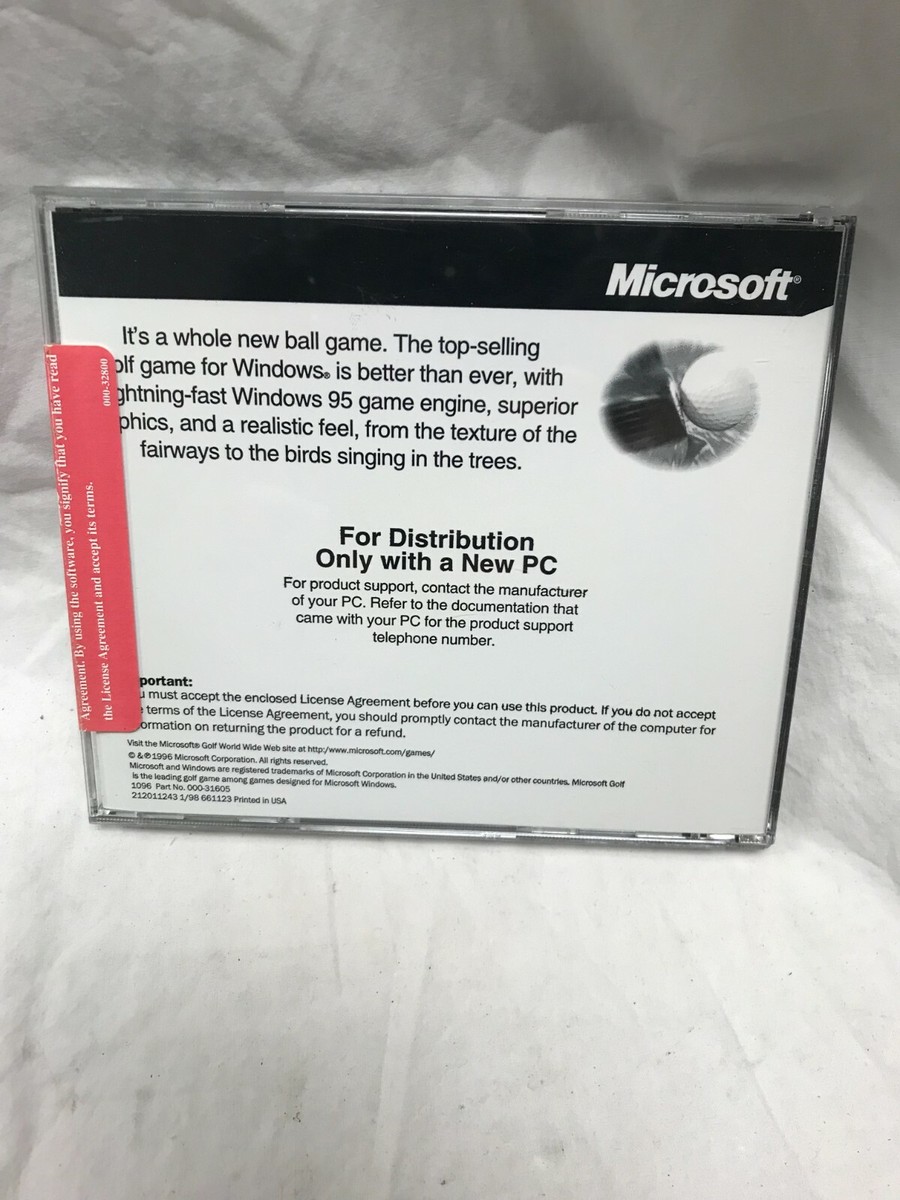 Microsoft®
It's a whole new ball game. The top-selling
olf game for Windows® is better than ever, with
ghtning-fast Windows 95 game engine, superior
phics, and a realistic feel, from the texture of the
fairways to the birds singing in the trees.
For Distribution
Only with a New PC
For product support, contact the manufacturer
of your PC. Refer to the documentation that
came with your PC for the product support
telephone number.
portant:
u must accept the enclosed License Agreement before you can use this product. If you do not accept
e terms of the License Agreement, you should promptly contact the manufacturer of the computer for
ormation on returning the product for a refund.
Visit the Microsoft® Golf World Wide Web site at http:/www.microsoft.com/games/
© & ℗ 1996 Microsoft Corporation. All rights reserved.
Microsoft and Windows are registered trademarks of Microsoft Corporation in the United States and/or other countries. Microsoft Golf
is the leading golf game among games designed for Microsoft Windows.
1096 Part No. 000-31605
212011243 1/98 661123 Printed in USA
Agreement. By using the software, you signify that you have read
the License Agreement and accept its terms.
000-32800